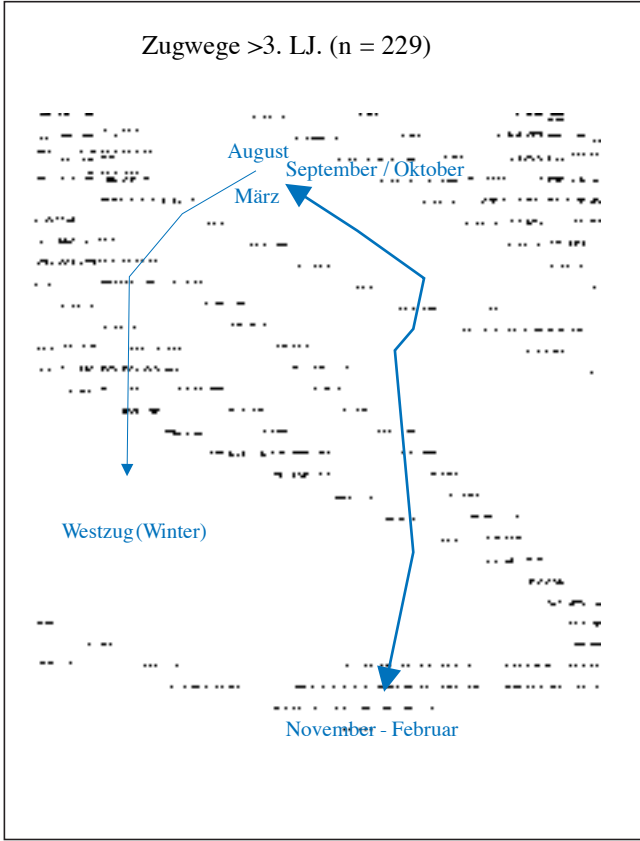 Zugwege >3. LJ. (n = 229)
August
September / Oktober
März
Westzug (Winter)
November - Februar